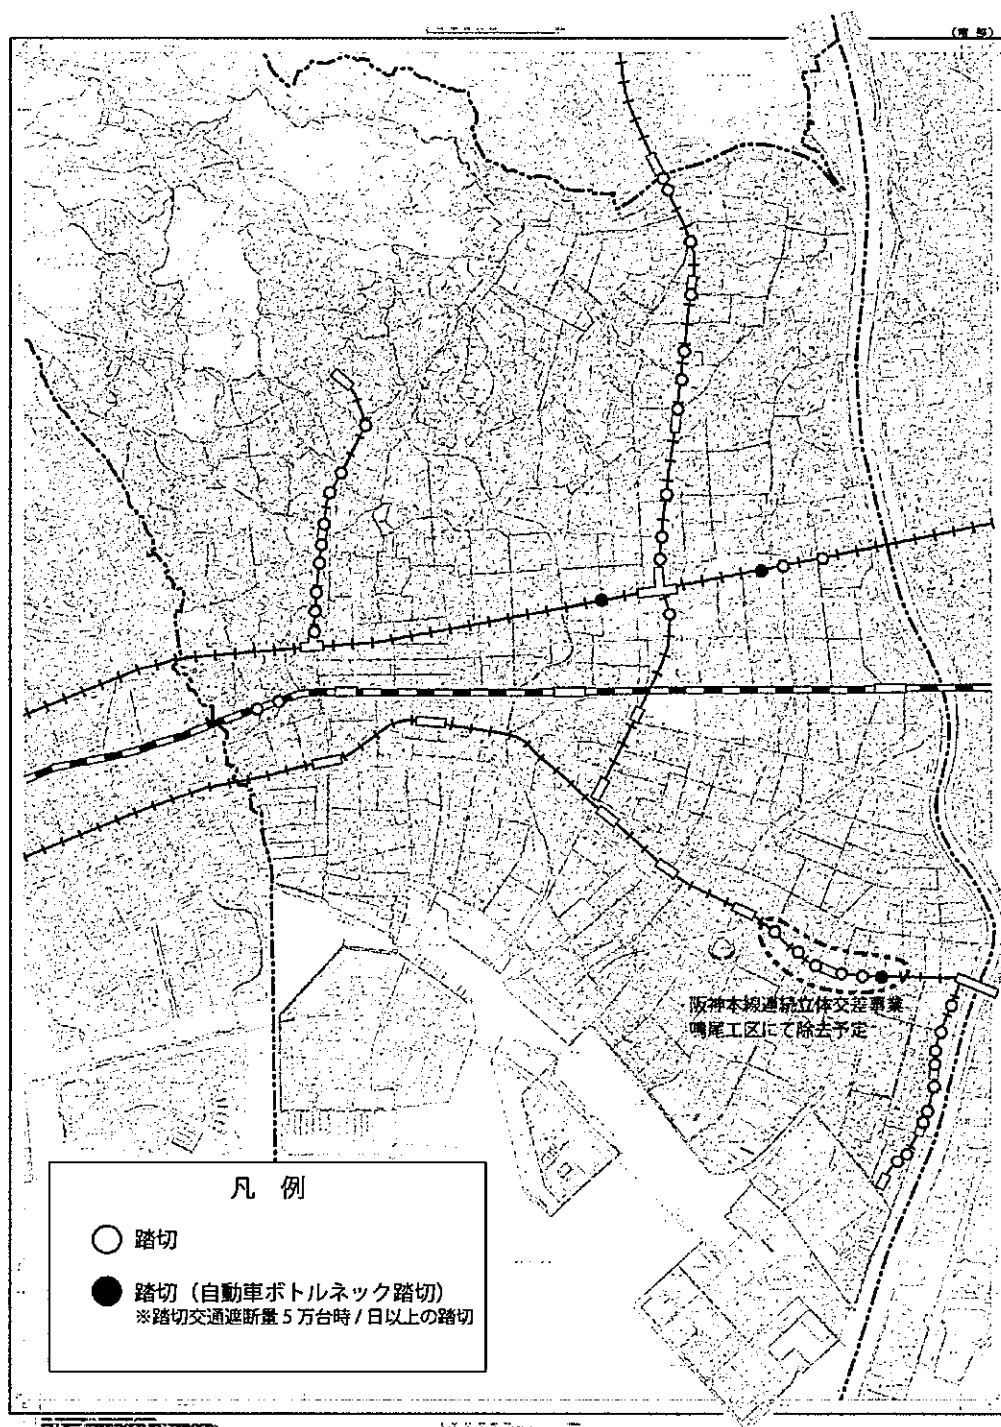 (南部)
阪神本線連続立体交差事業
鳴尾工区にて除去予定
凡 例
踏切
踏切（自動車ボトルネック踏切）
※踏切交通遮断量５万台時 / 日以上の踏切